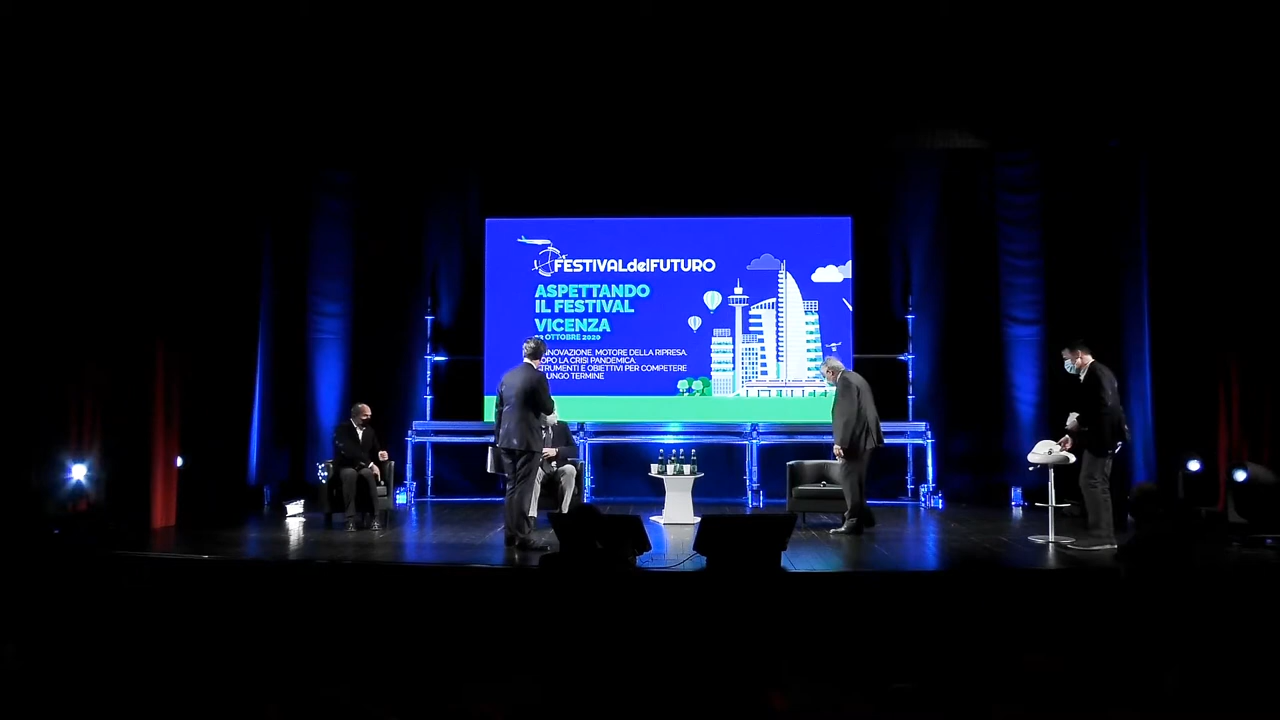 FESTIVALdelFUTURO
ASPETTANDO
IL FESTIVAL
VICENZA
OTTOBRE 2020
INNOVAZIONE, MOTORE DELLA RIPRESA,
DOPO LA CRISI PANDEMICA.
STRUMENTI E OBIETTIVI PER COMPETERE
LUNGO TERMINE